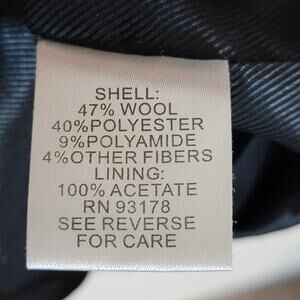 SHELL:
47% WOOL
40%POLYESTER
9%POLYAMIDE
4%OTHER FIBERS
LINING:
100% ACETATE
RN 93178
SEE REVERSE
FOR CARE